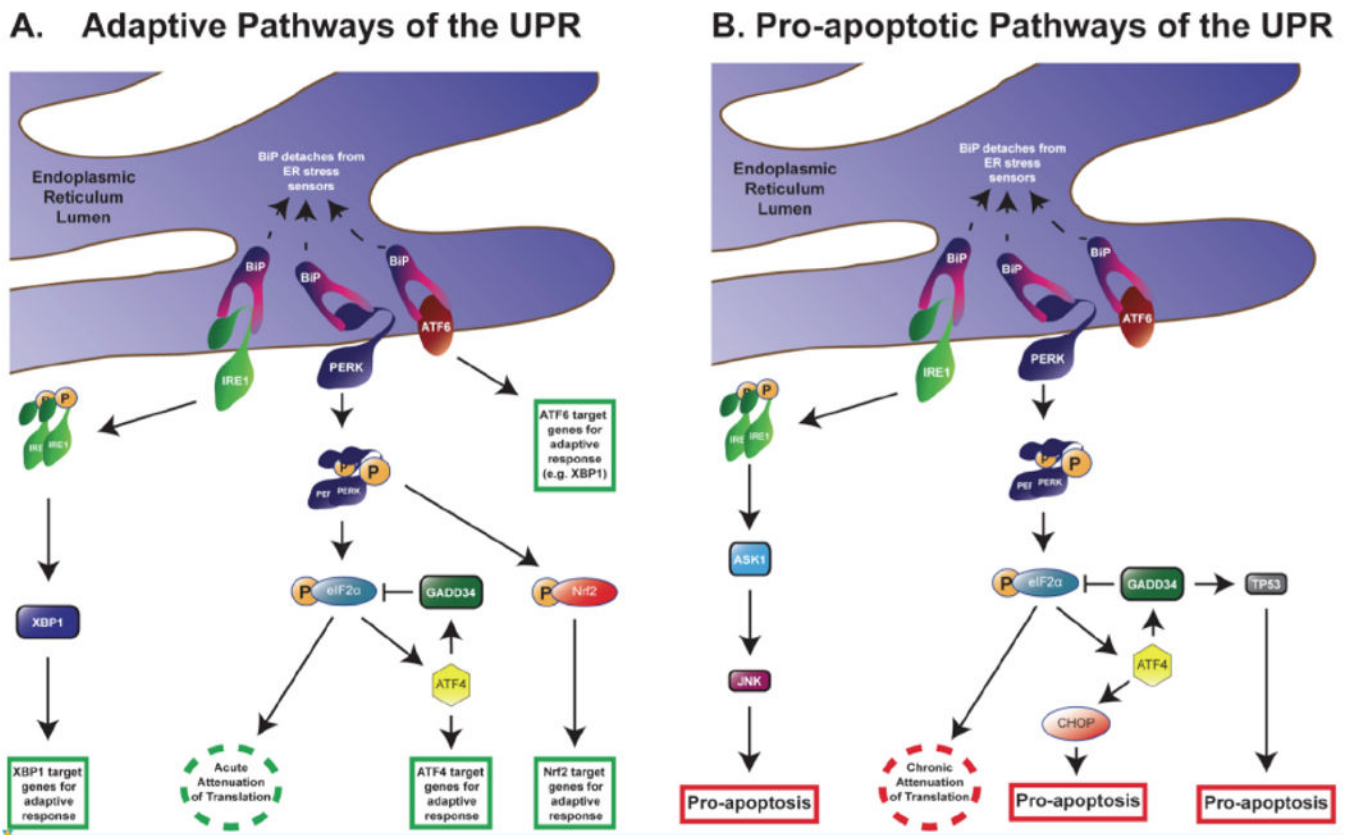 A. Adaptive Pathways of the UPR
BiP detaches from
ER stress
sensors
Endoplasmic
Reticulum
Lumen
BiP
BiP
BiP
ATF6
PERK
IRE1
P
P
IRE
IRE1
ATF6 target
genes for
adaptive
response
(e.g. XBP1)
P
P
PERK
P
eIF2α
GADD34
P
Nrf2
XBP1
ATF4
XBP1 target
genes for
adaptive
response
Acute
Attenuation
of Translation
ATF4 target
genes for
adaptive
response
Nrf2 target
genes for
adaptive
response
B. Pro-apoptotic Pathways of the UPR
BiP detaches from
ER stress
sensors
Endoplasmic
Reticulum
Lumen
BiP
BiP
BiP
ATF6
PERK
IRE1
P
P
IRE
IRE1
P
P
PERK
ASK1
P
eIF2α
GADD34
TP53
ATF4
JNK
CHOP
Pro-apoptosis
Chronic
Attenuation
of Translation
Pro-apoptosis
Pro-apoptosis